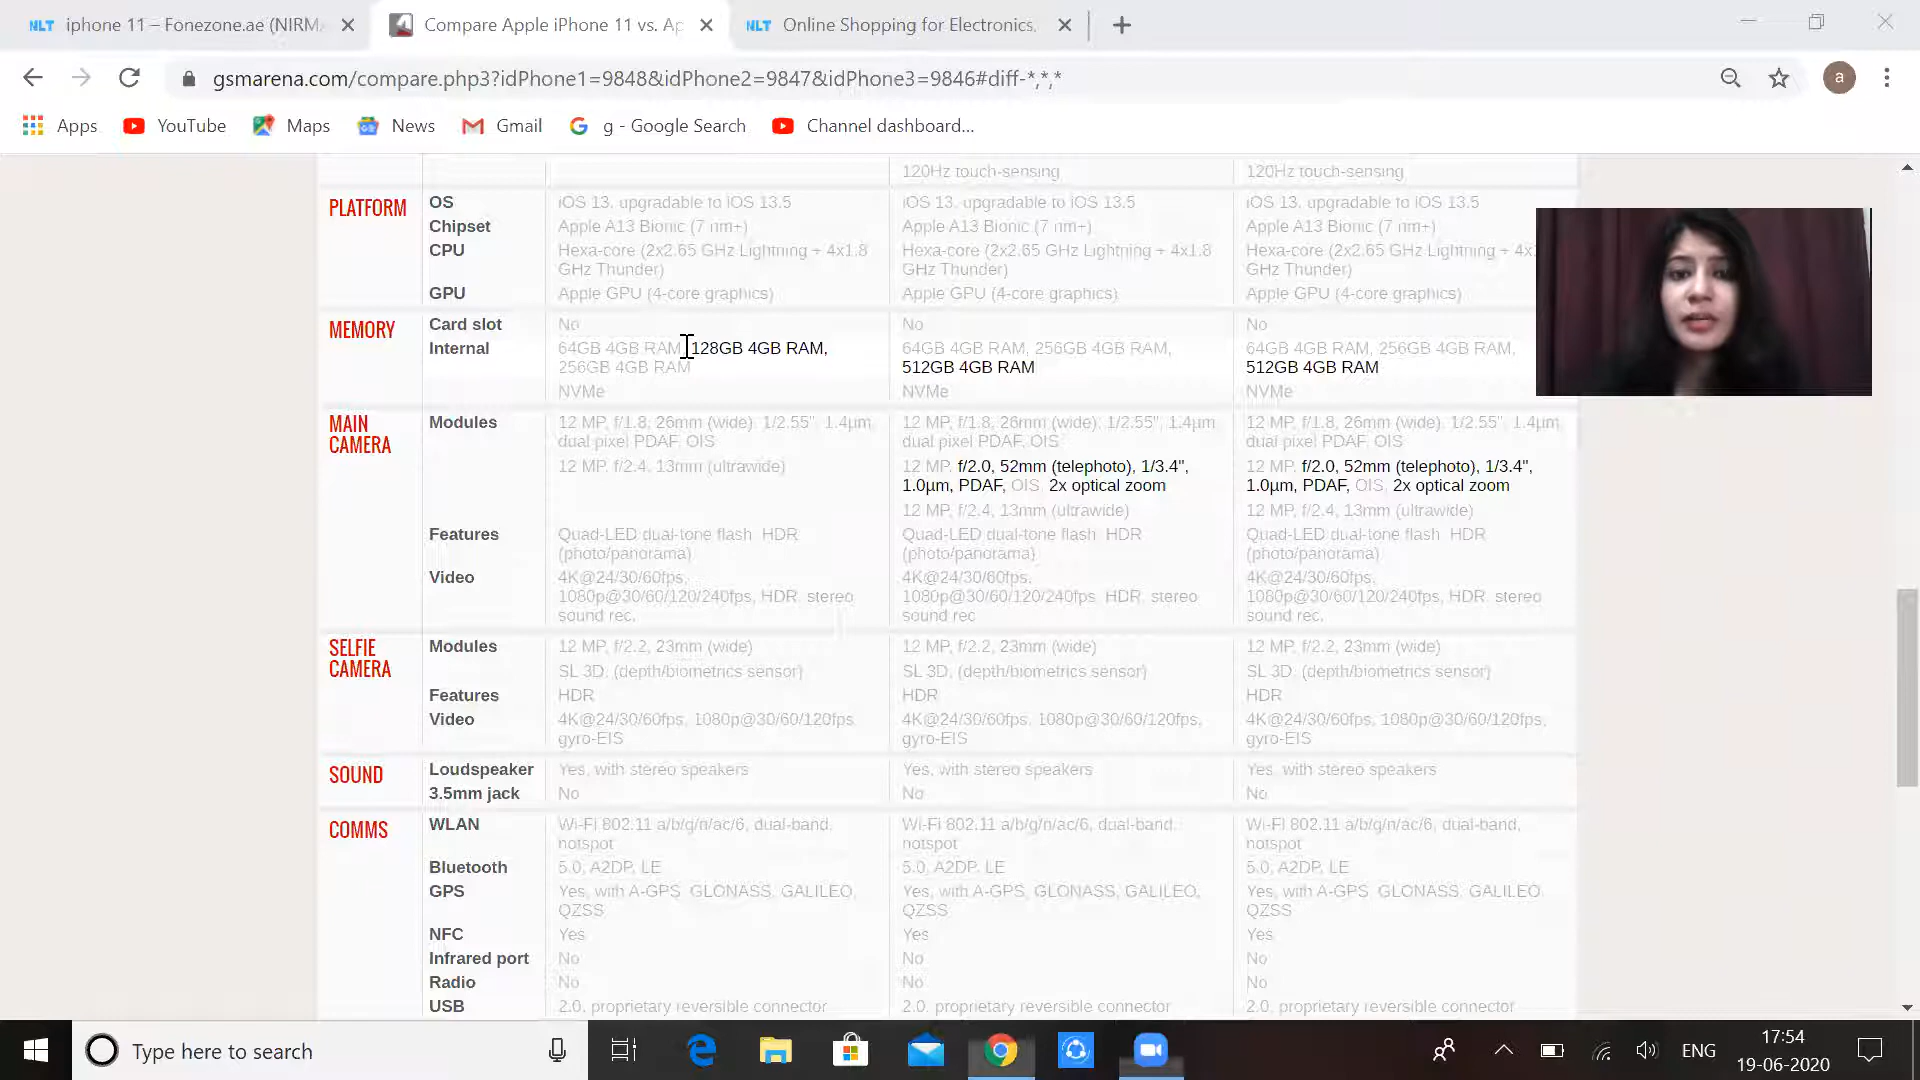 NLT iphone 11 – Fonezone.ae (NIRMA
Compare Apple iPhone 11 vs. Ap
NLT Online Shopping for Electronics,
gsmarena.com/compare.php3?idPhone1=9848&idPhone2=9847&idPhone3=9846#diff-*,*,*
a
Apps YouTube Maps News Gmail g - Google Search Channel dashboard...
120Hz touch-sensing 120Hz touch-sensing
PLATFORM OS iOS 13, upgradable to iOS 13.5 iOS 13, upgradable to iOS 13.5 iOS 13, upgradable to iOS 13.5
Chipset Apple A13 Bionic (7 nm+) Apple A13 Bionic (7 nm+) Apple A13 Bionic (7 nm+)
CPU Hexa-core (2x2.65 GHz Lightning + 4x1.8 Hexa-core (2x2.65 GHz Lightning + 4x1.8 Hexa-core (2x2.65 GHz Lightning + 4x1
GHz Thunder) GHz Thunder) GHz Thunder)
GPU Apple GPU (4-core graphics) Apple GPU (4-core graphics) Apple GPU (4-core graphics)
MEMORY Card slot No No No
Internal 64GB 4GB RAM, 128GB 4GB RAM, 64GB 4GB RAM, 256GB 4GB RAM, 64GB 4GB RAM, 256GB 4GB RAM,
256GB 4GB RAM 512GB 4GB RAM 512GB 4GB RAM
NVMe NVMe NVMe
MAIN CAMERA Modules 12 MP, f/1.8, 26mm (wide), 1/2.55", 1.4µm, 12 MP, f/1.8, 26mm (wide), 1/2.55", 1.4µm, 12 MP, f/1.8, 26mm (wide), 1/2.55", 1.4µm,
dual pixel PDAF, OIS dual pixel PDAF, OIS dual pixel PDAF, OIS
12 MP, f/2.4, 13mm (ultrawide) 12 MP, f/2.0, 52mm (telephoto), 1/3.4", 12 MP, f/2.0, 52mm (telephoto), 1/3.4",
1.0µm, PDAF, OIS, 2x optical zoom 1.0µm, PDAF, OIS, 2x optical zoom
12 MP, f/2.4, 13mm (ultrawide) 12 MP, f/2.4, 13mm (ultrawide)
Features Quad-LED dual-tone flash, HDR Quad-LED dual-tone flash, HDR Quad-LED dual-tone flash, HDR
(photo/panorama) (photo/panorama) (photo/panorama)
Video 4K@24/30/60fps, 4K@24/30/60fps, 4K@24/30/60fps,
1080p@30/60/120/240fps, HDR, stereo 1080p@30/60/120/240fps, HDR, stereo 1080p@30/60/120/240fps, HDR, stereo
sound rec. sound rec. sound rec.
SELFIE CAMERA Modules 12 MP, f/2.2, 23mm (wide) 12 MP, f/2.2, 23mm (wide) 12 MP, f/2.2, 23mm (wide)
SL 3D, (depth/biometrics sensor) SL 3D, (depth/biometrics sensor) SL 3D, (depth/biometrics sensor)
Features HDR HDR HDR
Video 4K@24/30/60fps, 1080p@30/60/120fps, 4K@24/30/60fps, 1080p@30/60/120fps, 4K@24/30/60fps, 1080p@30/60/120fps,
gyro-EIS gyro-EIS gyro-EIS
SOUND Loudspeaker Yes, with stereo speakers Yes, with stereo speakers Yes, with stereo speakers
3.5mm jack No No No
COMMS WLAN Wi-Fi 802.11 a/b/g/n/ac/6, dual-band, Wi-Fi 802.11 a/b/g/n/ac/6, dual-band, Wi-Fi 802.11 a/b/g/n/ac/6, dual-band,
hotspot hotspot hotspot
Bluetooth 5.0, A2DP, LE 5.0, A2DP, LE 5.0, A2DP, LE
GPS Yes, with A-GPS, GLONASS, GALILEO, Yes, with A-GPS, GLONASS, GALILEO, Yes, with A-GPS, GLONASS, GALILEO,
QZSS QZSS QZSS
NFC Yes Yes Yes
Infrared port No No No
Radio No No No
USB 2.0, proprietary reversible connector 2.0, proprietary reversible connector 2.0, proprietary reversible connector
Type here to search ENG 17:54
19-06-2020